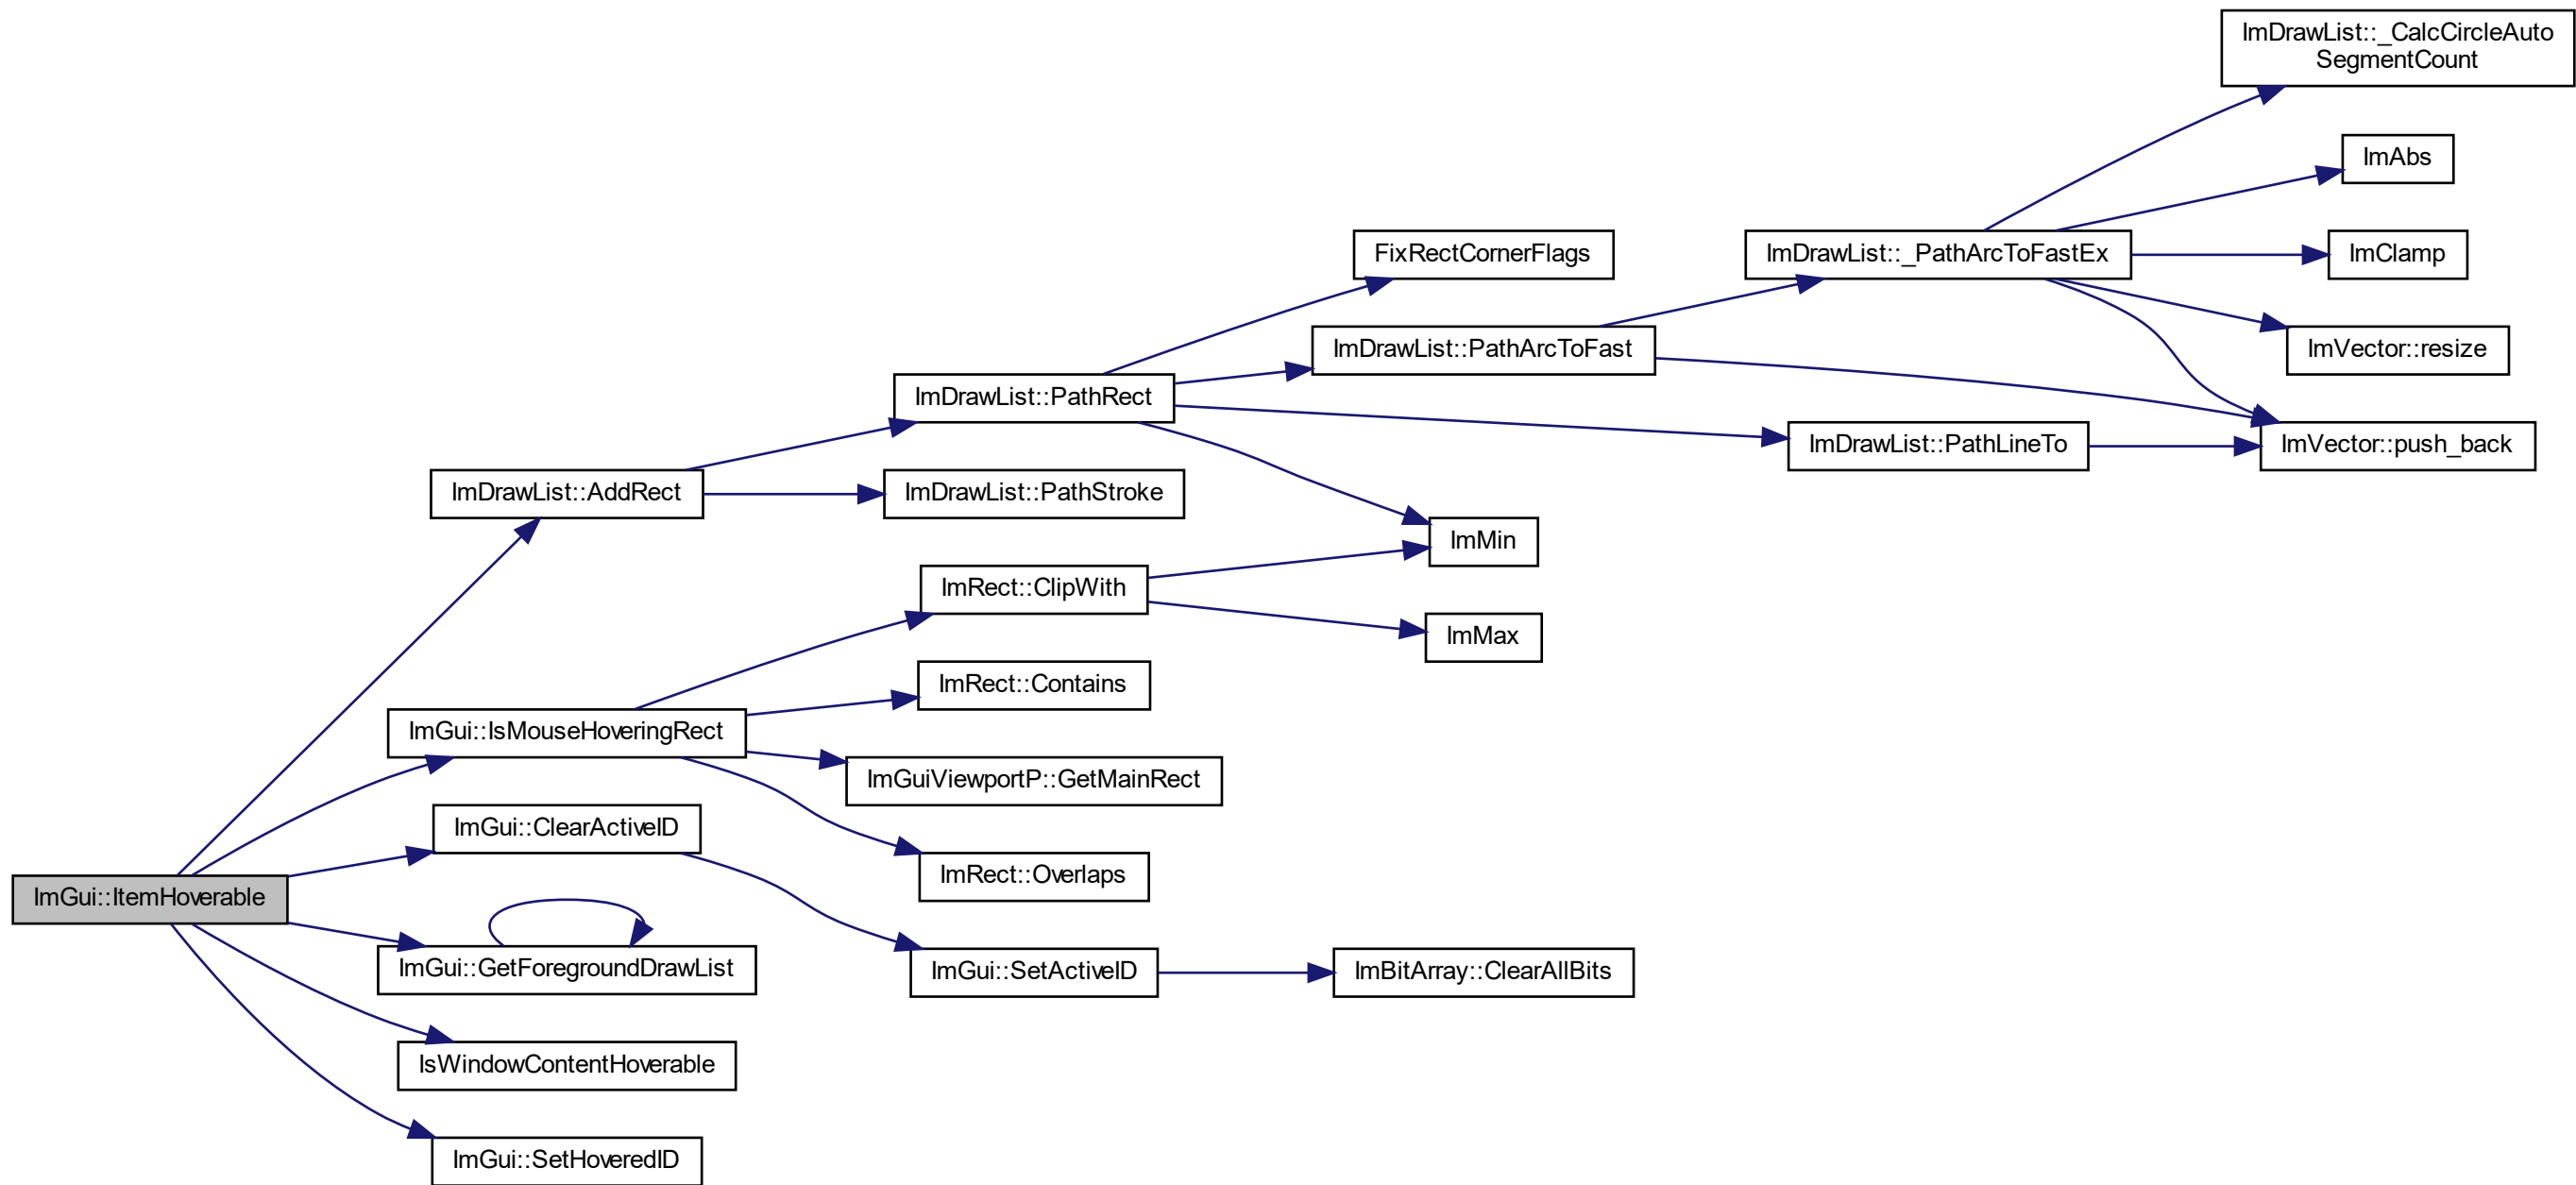 ImDrawList::_CalcCircleAuto
SegmentCount
ImAbs
FixRectCornerFlags
ImDrawList::_PathArcToFastEx
ImClamp
ImDrawList::PathArcToFast
ImVector::resize
ImDrawList::PathRect
ImDrawList::PathLineTo
ImVector::push_back
ImDrawList::AddRect
ImDrawList::PathStroke
ImMin
ImRect::ClipWith
ImMax
ImRect::Contains
ImGui::IsMouseHoveringRect
ImGuiViewportP::GetMainRect
ImGui::ClearActiveID
ImRect::Overlaps
ImGui::ItemHoverable
ImGui::GetForegroundDrawList
ImGui::SetActiveID
ImBitArray::ClearAllBits
IsWindowContentHoverable
ImGui::SetHoveredID